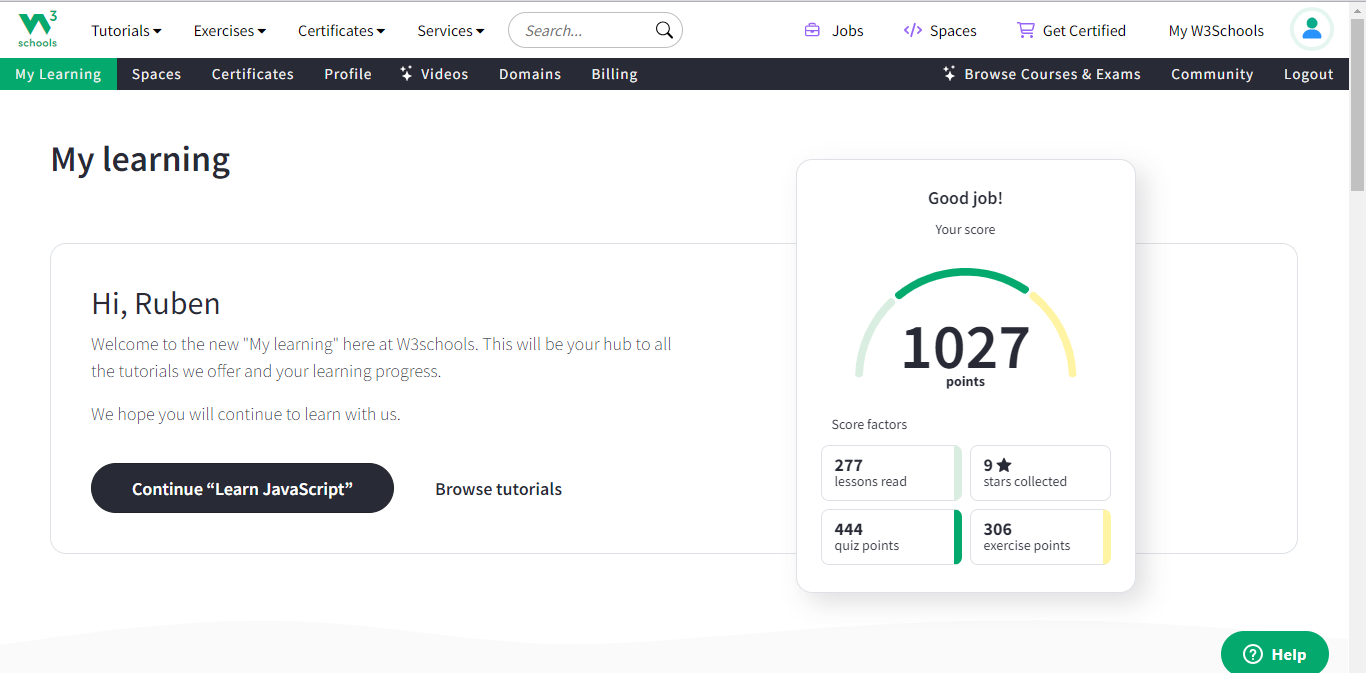 W3
schools
Tutorials Exercises Certificates Services Search... Jobs Spaces Get Certified My W3Schools
My Learning Spaces Certificates Profile Videos Domains Billing Browse Courses & Exams Community Logout
My learning
Hi, Ruben
Welcome to the new "My learning" here at W3schools. This will be your hub to all
the tutorials we offer and your learning progress.
We hope you will continue to learn with us.
Continue “Learn JavaScript” Browse tutorials
Good job!
Your score
1027
points
Score factors
277
lessons read
9
stars collected
444
quiz points
306
exercise points
Help